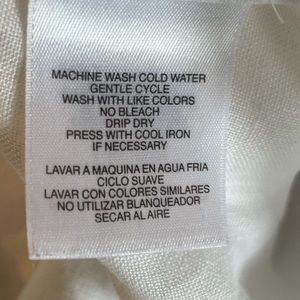 MACHINE WASH COLD WATER
GENTLE CYCLE
WASH WITH LIKE COLORS
NO BLEACH
DRIP DRY
PRESS WITH COOL IRON
IF NECESSARY
LAVAR A MAQUINA EN AGUA FRIA
CICLO SUAVE
LAVAR CON COLORES SIMILARES
NO UTILIZAR BLANQUEADOR
SECAR AL AIRE